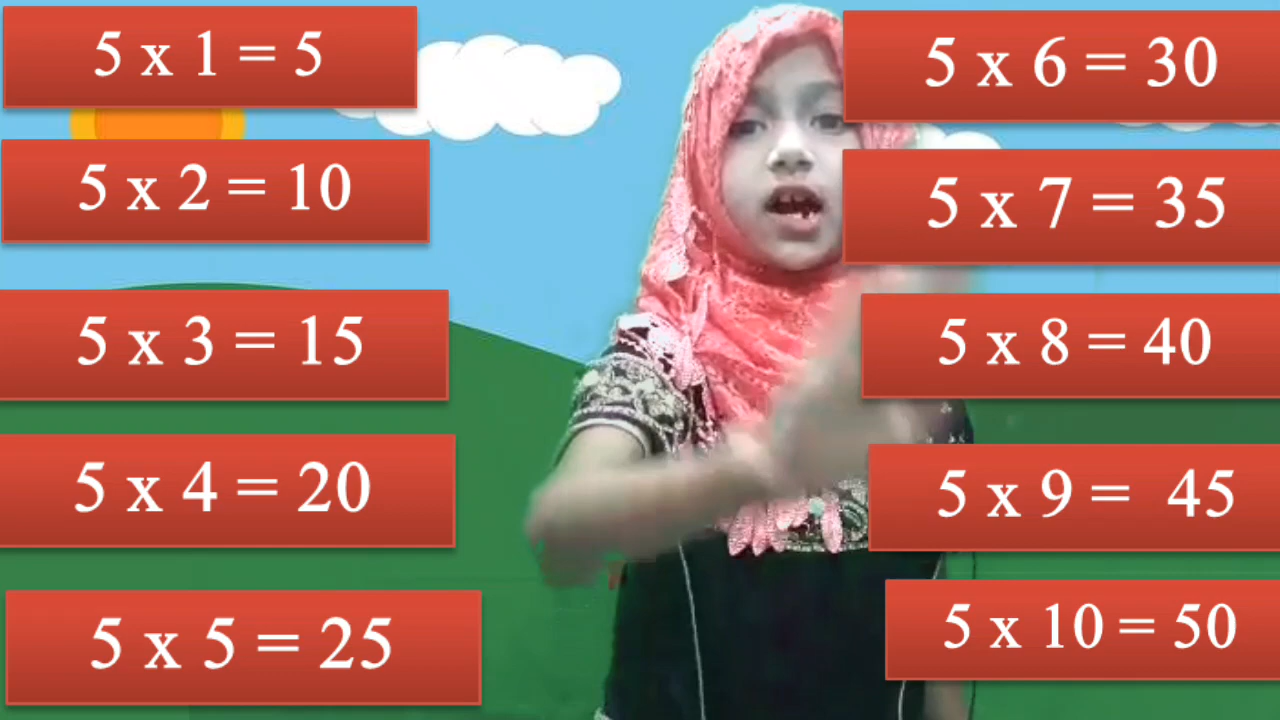 5 x 1 = 5
5 x 2 = 10
5 x 3 = 15
5 x 4 = 20
5 x 5 = 25
5 x 6 = 30
5 x 7 = 35
5 x 8 = 40
5 x 9 = 45
5 x 10 = 50